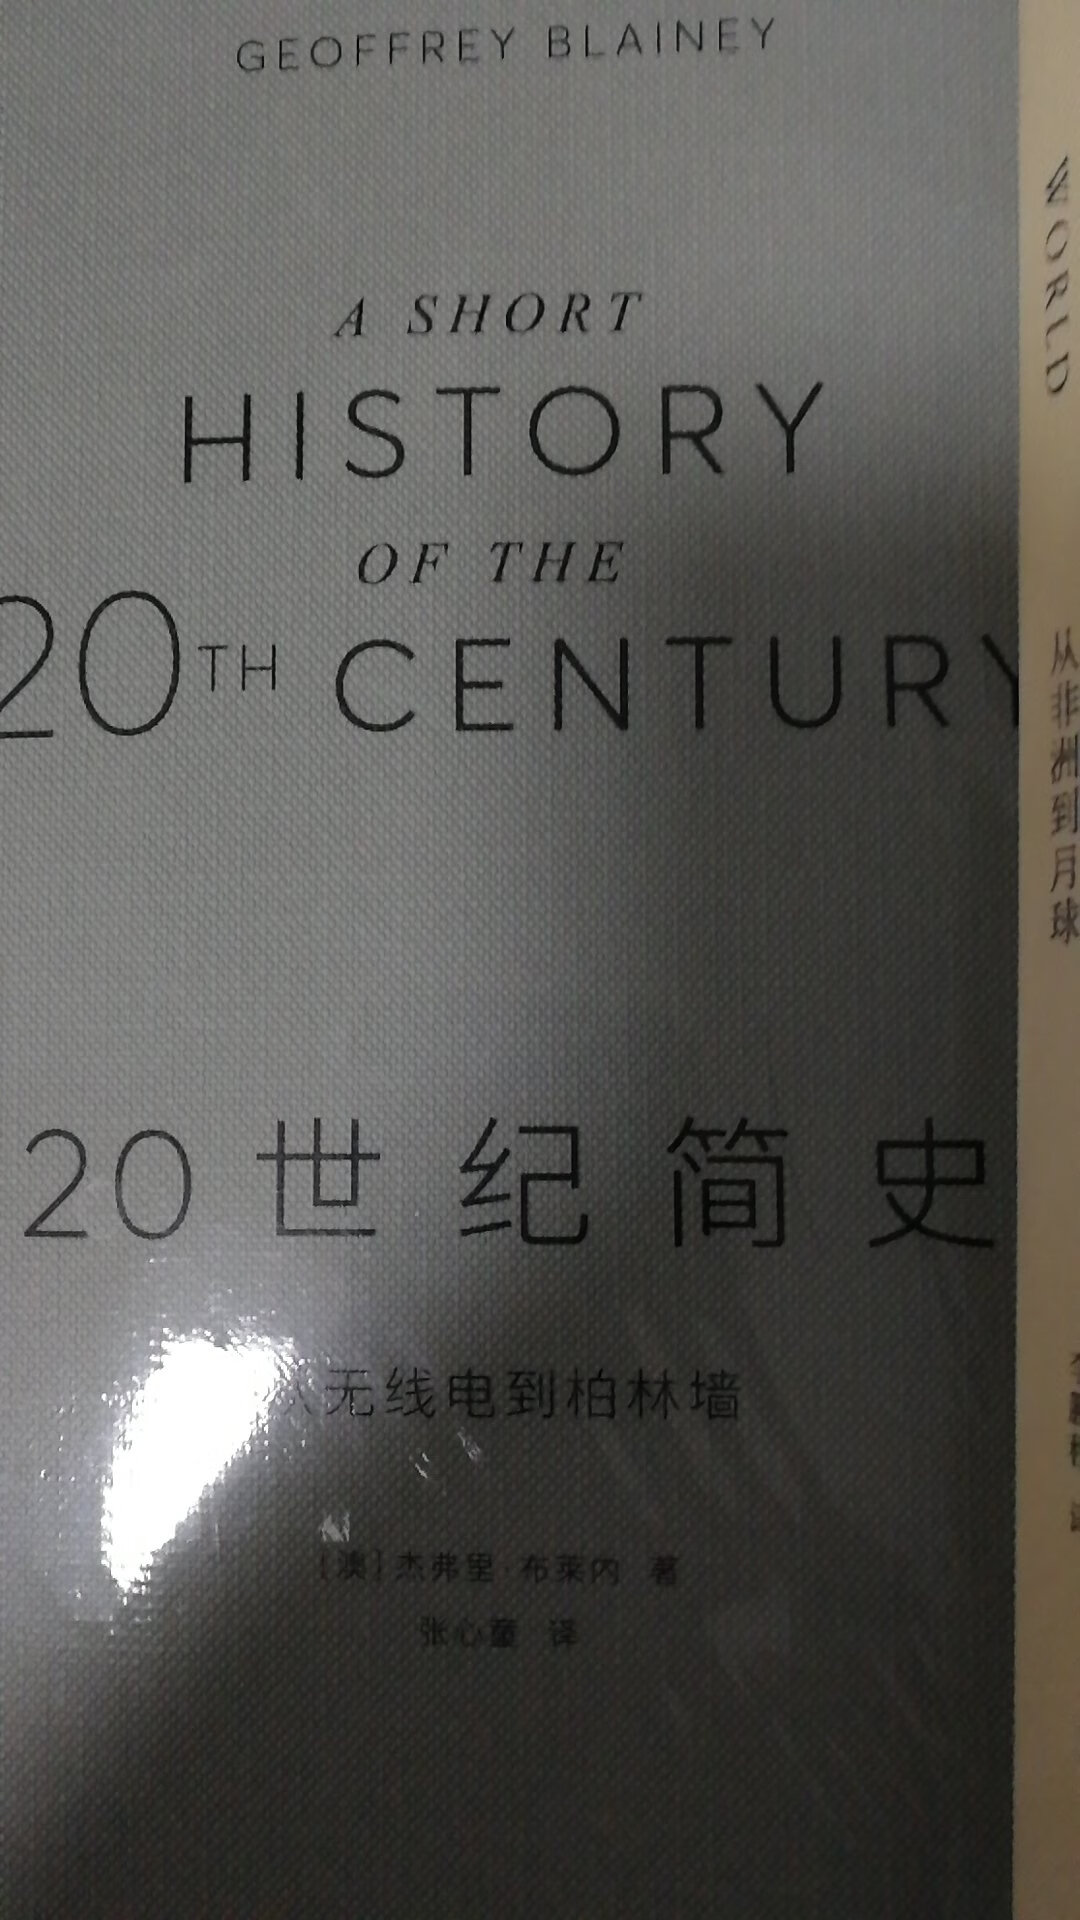 GEOFFREY BLAINEY
A SHORT
HISTORY
OF THE
20TH CENTURY
20世纪简史
从无线电到柏林墙
[澳]杰弗里·布莱内 著
张心童 译
WORLD
从非洲到月球